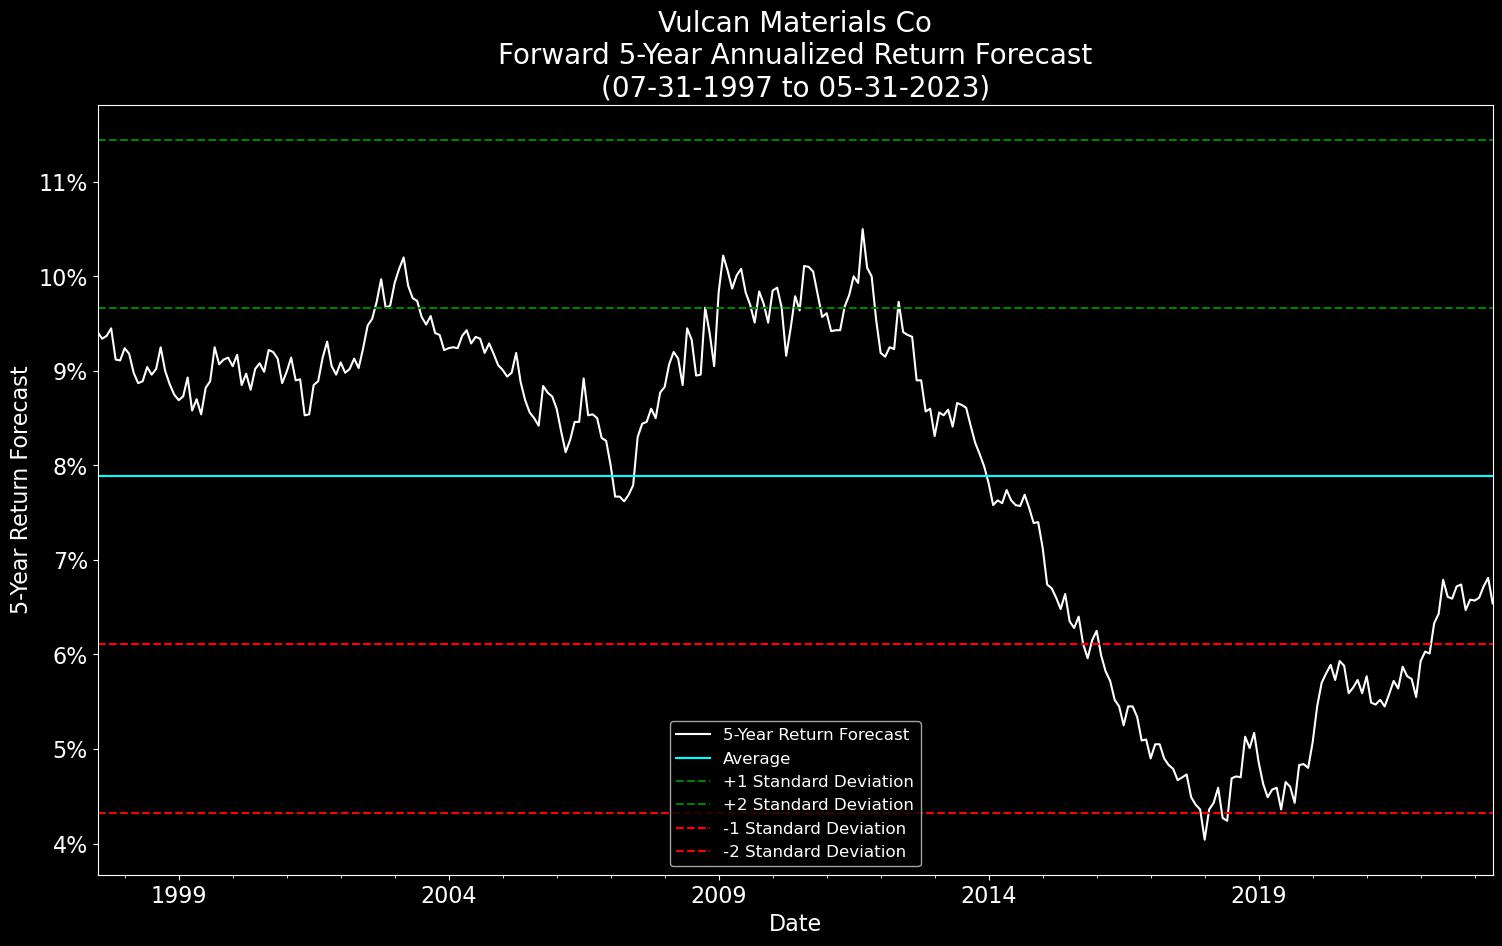 Vulcan Materials Co
Forward 5-Year Annualized Return Forecast
(07-31-1997 to 05-31-2023)
5-Year Return Forecast
11%
10%
9%
8%
7%
6%
5%
4%
5-Year Return Forecast
Average
+1 Standard Deviation
+2 Standard Deviation
-1 Standard Deviation
-2 Standard Deviation
1999
2004
2009
2014
2019
Date